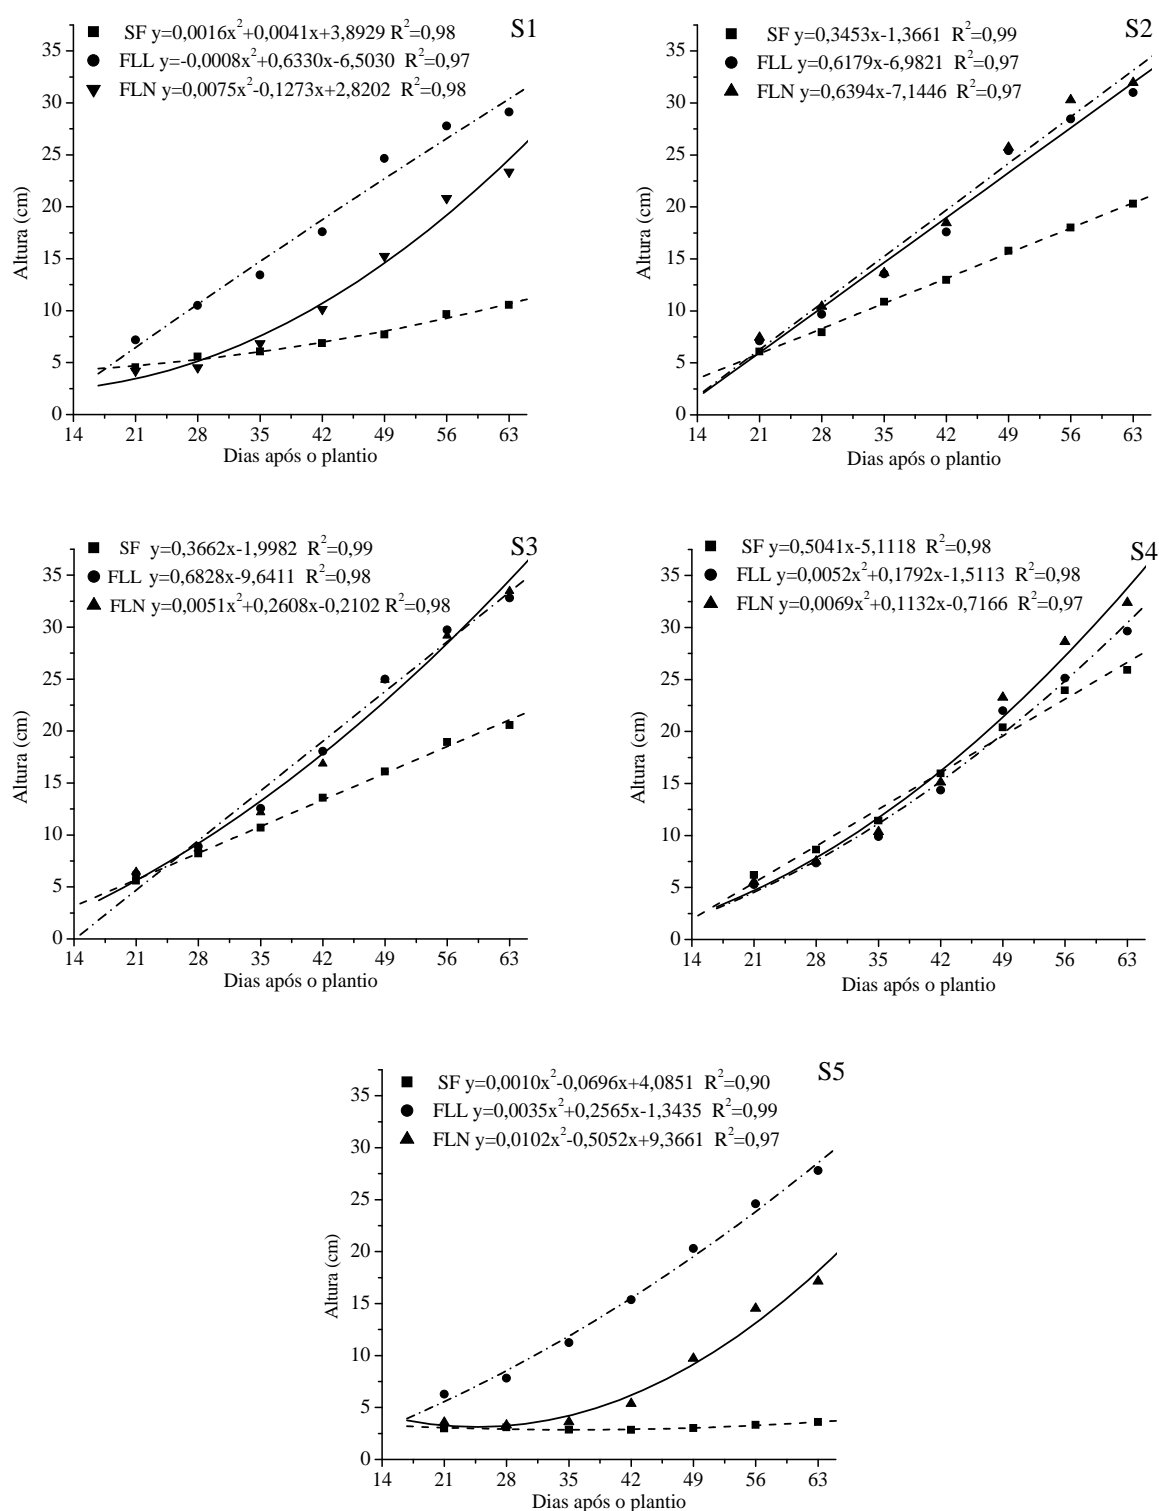 S1
SF y=0,0016x²+0,0041x+3,8929 R²=0,98
FLL y=-0,0008x²+0,6330x-6,5030 R²=0,97
FLN y=0,0075x²-0,1273x+2,8202 R²=0,98
35
30
25
20
15
10
5
0
Altura (cm)
14 21 28 35 42 49 56 63
Dias após o plantio
S2
SF y=0,3453x-1,3661 R²=0,99
FLL y=0,6179x-6,9821 R²=0,97
FLN y=0,6394x-7,1446 R²=0,97
35
30
25
20
15
10
5
0
Altura (cm)
14 21 28 35 42 49 56 63
Dias após o plantio
S3
SF y=0,3662x-1,9982 R²=0,99
FLL y=0,6828x-9,6411 R²=0,98
FLN y=0,0051x²+0,2608x-0,2102 R²=0,98
35
30
25
20
15
10
5
0
Altura (cm)
14 21 28 35 42 49 56 63
Dias após o plantio
S4
SF y=0,5041x-5,1118 R²=0,98
FLL y=0,0052x²+0,1792x-1,5113 R²=0,98
FLN y=0,0069x²+0,1132x-0,7166 R²=0,97
35
30
25
20
15
10
5
0
Altura (cm)
14 21 28 35 42 49 56 63
Dias após o plantio
S5
SF y=0,0010x²-0,0696x+4,0851 R²=0,90
FLL y=0,0035x²+0,2565x-1,3435 R²=0,99
FLN y=0,0102x²-0,5052x+9,3661 R²=0,97
35
30
25
20
15
10
5
0
Altura (cm)
14 21 28 35 42 49 56 63
Dias após o plantio